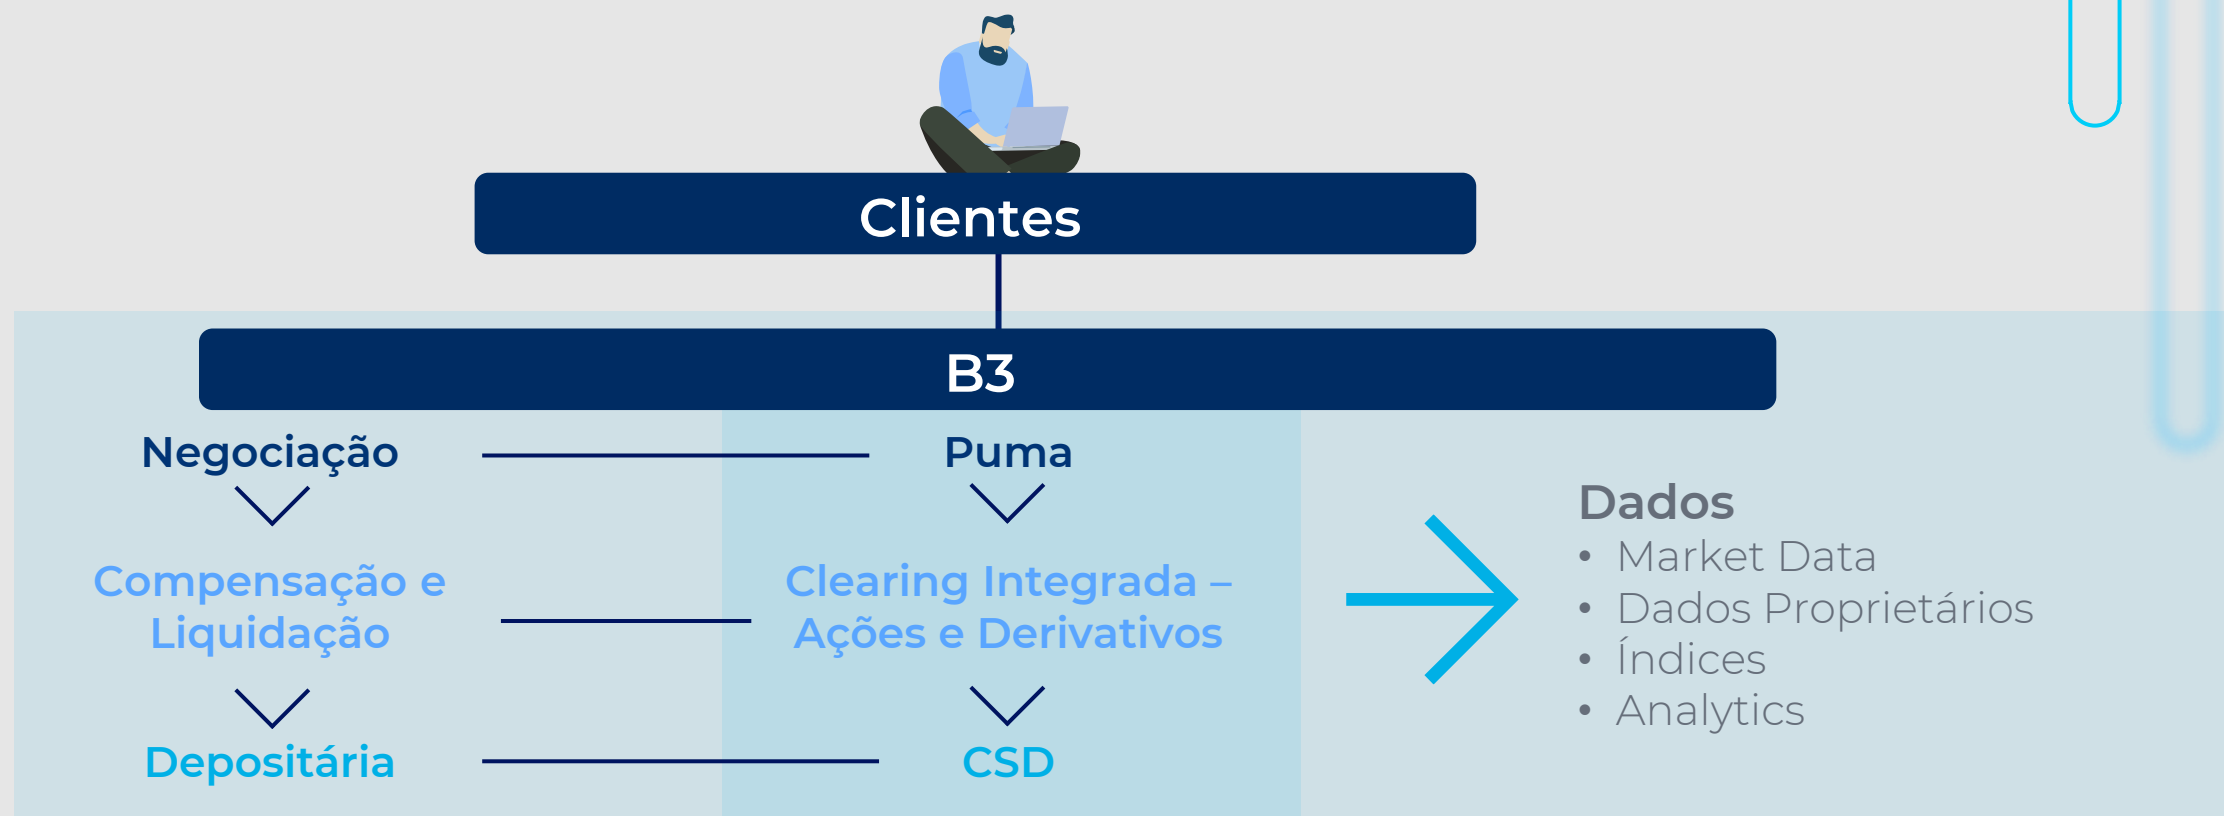 Clientes
B3
Negociação
Puma
Compensação e
Liquidação
Clearing Integrada –
Ações e Derivativos
Depositária
CSD
Dados
• Market Data
• Dados Proprietários
• Índices
• Analytics